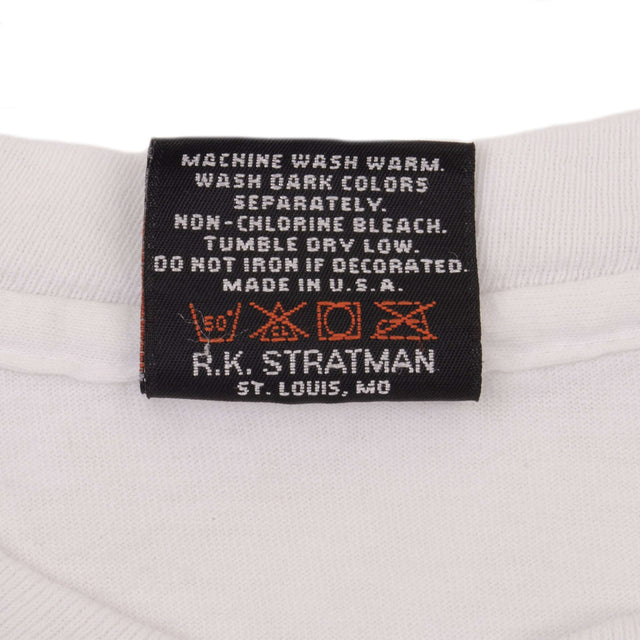 MACHINE WASH WARM.
WASH DARK COLORS
SEPARATELY.
NON-CHLORINE BLEACH.
TUMBLE DRY LOW.
DO NOT IRON IF DECORATED.
MADE IN U.S.A.
50°
R.K. STRATMAN
ST. LOUIS, MO